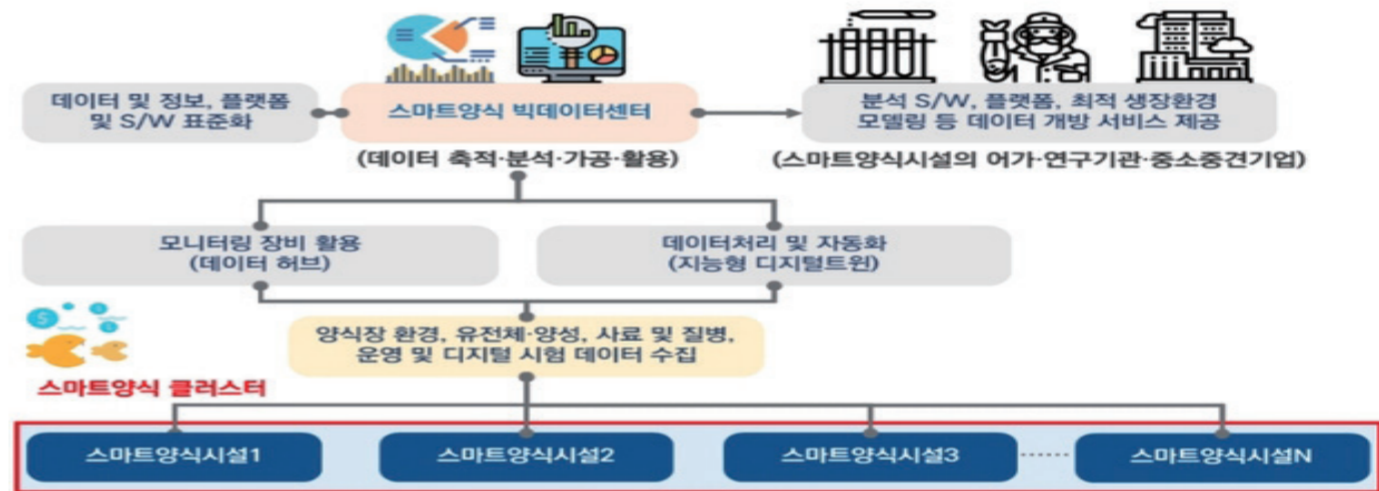 데이터 및 정보, 플랫폼
및 S/W 표준화
스마트양식 빅데이터센터
분석 S/W, 플랫폼, 최적 생장환경
모델링 등 데이터 개방 서비스 제공
(데이터 축적·분석·가공·활용)
(스마트양식시설의 어가·연구기관·중소중견기업)
모니터링 장비 활용
(데이터 허브)
데이터처리 및 자동화
(지능형 디지털트윈)
양식장 환경, 유전체·양성, 사료 및 질병,
운영 및 디지털 시험 데이터 수집
스마트양식 클러스터
스마트양식시설1
스마트양식시설2
스마트양식시설3
스마트양식시설N